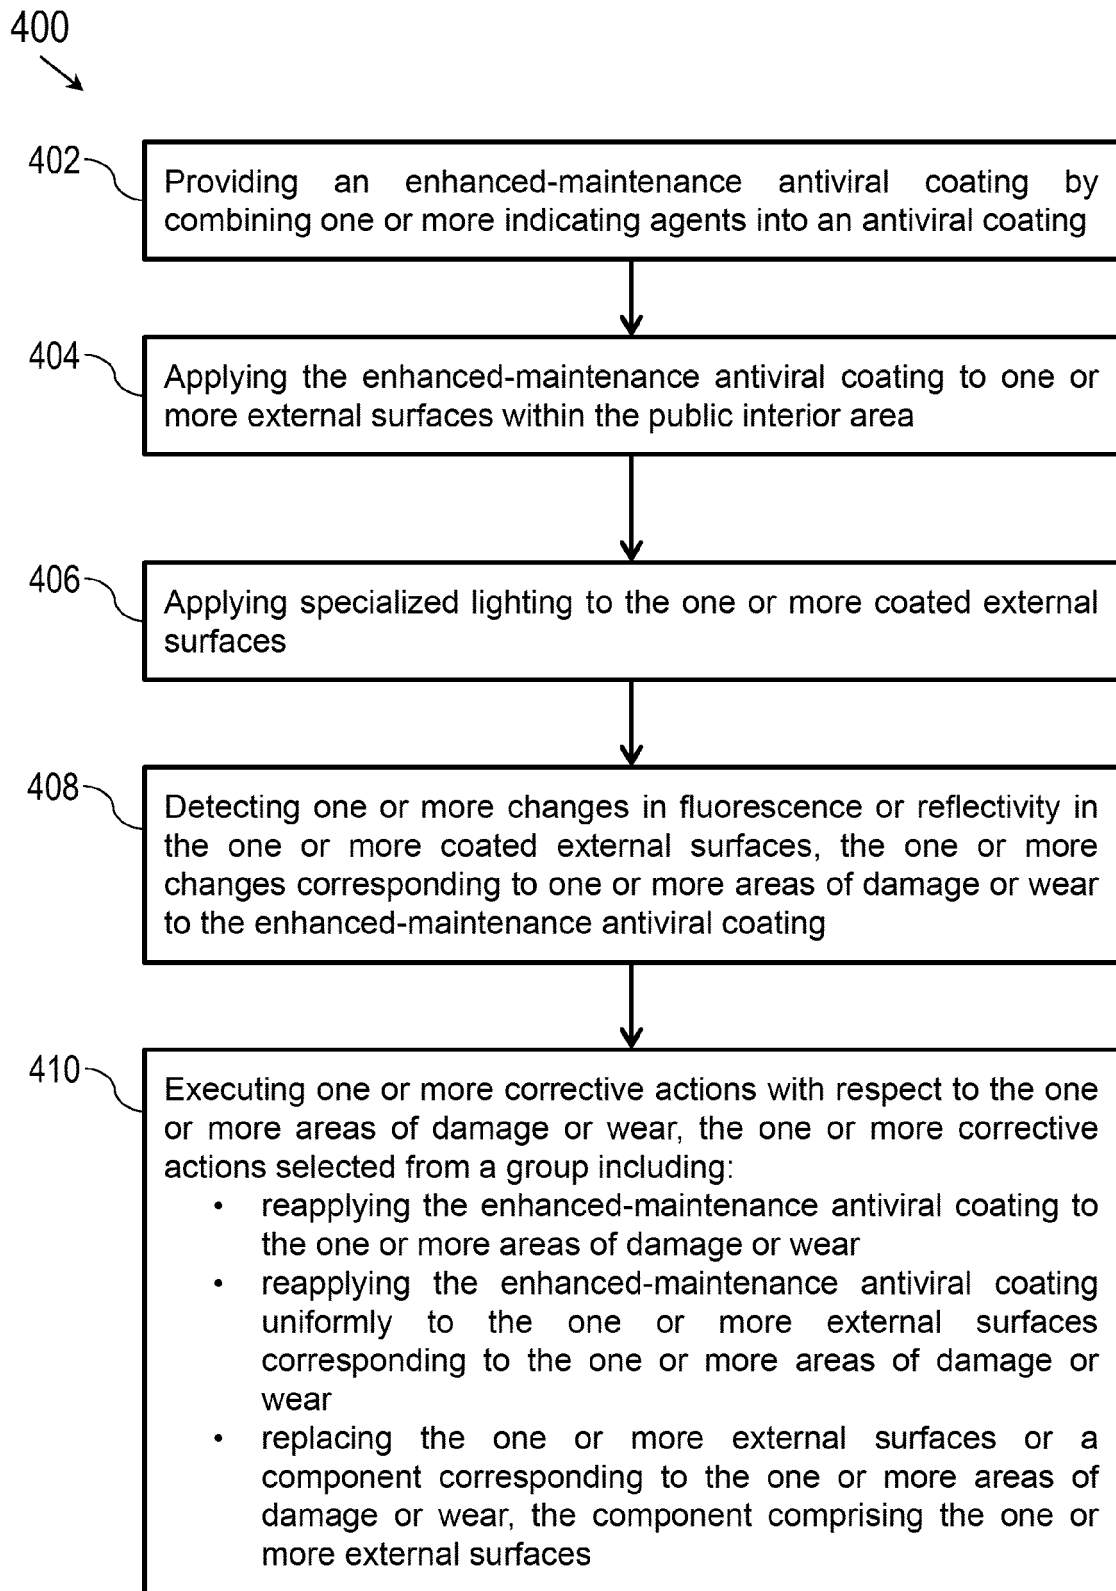 400
402
Providing an enhanced-maintenance antiviral coating by
combining one or more indicating agents into an antiviral coating
404
Applying the enhanced-maintenance antiviral coating to one or
more external surfaces within the public interior area
406
Applying specialized lighting to the one or more coated external
surfaces
408
Detecting one or more changes in fluorescence or reflectivity in
the one or more coated external surfaces, the one or more
changes corresponding to one or more areas of damage or wear
to the enhanced-maintenance antiviral coating
410
Executing one or more corrective actions with respect to the one
or more areas of damage or wear, the one or more corrective
actions selected from a group including:
• reapplying the enhanced-maintenance antiviral coating to
the one or more areas of damage or wear
• reapplying the enhanced-maintenance antiviral coating
uniformly to the one or more external surfaces
corresponding to the one or more areas of damage or
wear
• replacing the one or more external surfaces or a
component corresponding to the one or more areas of
damage or wear, the component comprising the one or
more external surfaces